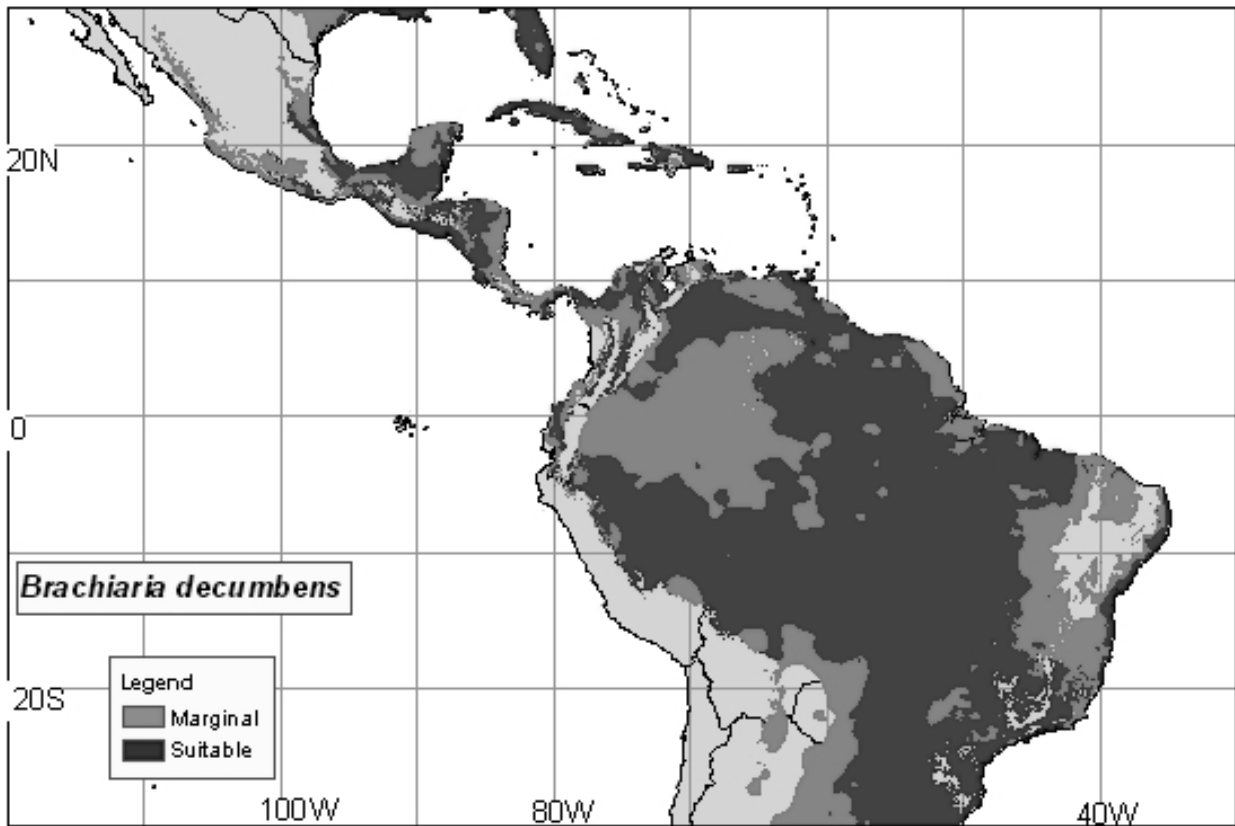 20N
0
Brachiaria decumbens
20S
Legend
Marginal
Suitable
100W
80W
40W